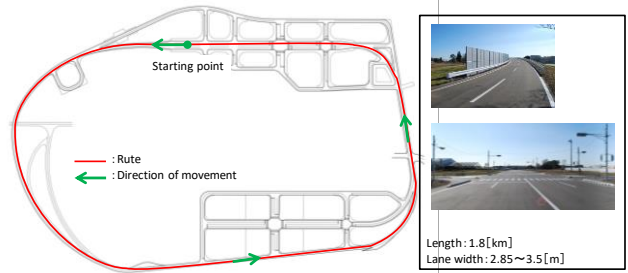 Starting point
: Rute
: Direction of movement
Length：1.8[km]
Lane width：2.85～3.5[m]